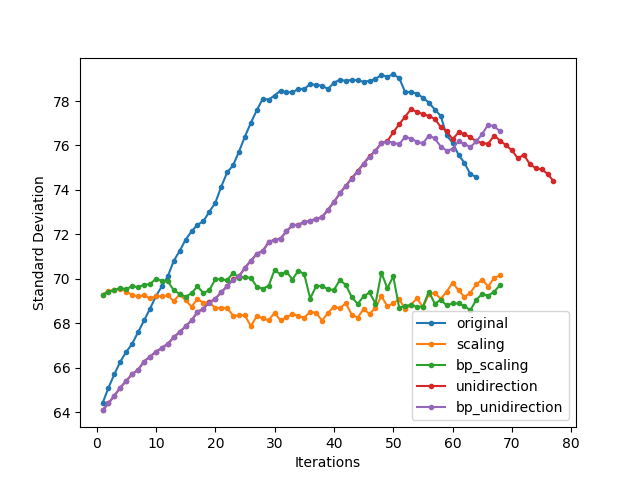 78
76
74
72
70
68
66
64
Standard Deviation
0 10 20 30 40 50 60 70 80
Iterations
original
scaling
bp_scaling
unidirection
bp_unidirection